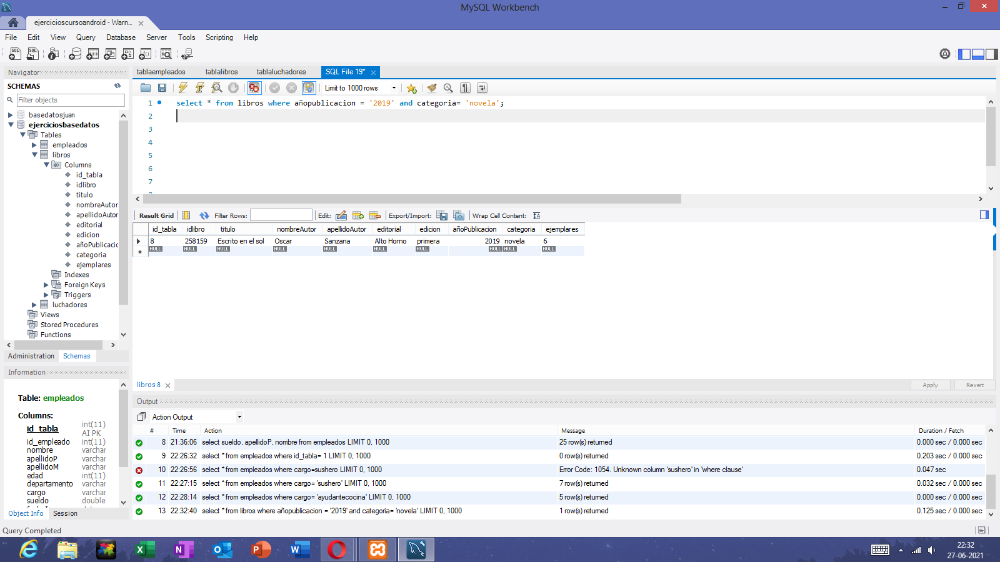 MySQL Workbench
ejercicioscursoandroid - Warn...
File Edit View Query Database Server Tools Scripting Help
Navigator
SCHEMAS
Filter objects
basedatosjuan
ejerciciosbasedatos
Tables
empleados
libros
Columns
id_tabla
idlibro
titulo
nombreAutor
apellidoAutor
editorial
edicion
añoPublicacic
categoria
ejemplares
Indexes
Foreign Keys
Triggers
luchadores
Views
Stored Procedures
Functions
Administration Schemas
Information
Table: empleados
Columns:
id_tabla int(11)
AI PK
id_empleado int(11)
nombre varchar
apellidoP varchar
apellidoM varchar
edad int(11)
departamento varchar
cargo varchar
sueldo double
Object Info Session
tablaempleados tablalibros tablaluchadores SQL File 19*
Limit to 1000 rows
1 select * from libros where añopublicacion = '2019' and categoria= 'novela';
2
3
4
5
6
7
Result Grid Filter Rows: Edit: Export/Import: Wrap Cell Content:
id_tabla idlibro titulo nombreAutor apellidoAutor editorial edicion añoPublicacion categoria ejemplares
8 258159 Escrito en el sol Oscar Sanzana Alto Horno primera 2019 novela 6
NULL NULL NULL NULL NULL NULL NULL NULL NULL NULL
libros 8
Apply Revert
Output
Action Output
# Time Action Message Duration / Fetch
8 21:36:06 select sueldo, apellidoP, nombre from empleados LIMIT 0, 1000 25 row(s) returned 0.000 sec / 0.000 sec
9 22:26:32 select * from empleados where id_tabla= 1 LIMIT 0, 1000 0 row(s) returned 0.203 sec / 0.000 sec
10 22:26:56 select * from empleados where cargo=sushero LIMIT 0, 1000 Error Code: 1054. Unknown column 'sushero' in 'where clause' 0.047 sec
11 22:27:15 select * from empleados where cargo= 'sushero' LIMIT 0, 1000 7 row(s) returned 0.032 sec / 0.000 sec
12 22:28:14 select * from empleados where cargo= 'ayudantecocina' LIMIT 0, 1000 5 row(s) returned 0.000 sec / 0.000 sec
13 22:32:40 select * from libros where añopublicacion = '2019' and categoria= 'novela' LIMIT 0, 1000 1 row(s) returned 0.125 sec / 0.000 sec
Query Completed
22:32
27-06-2021